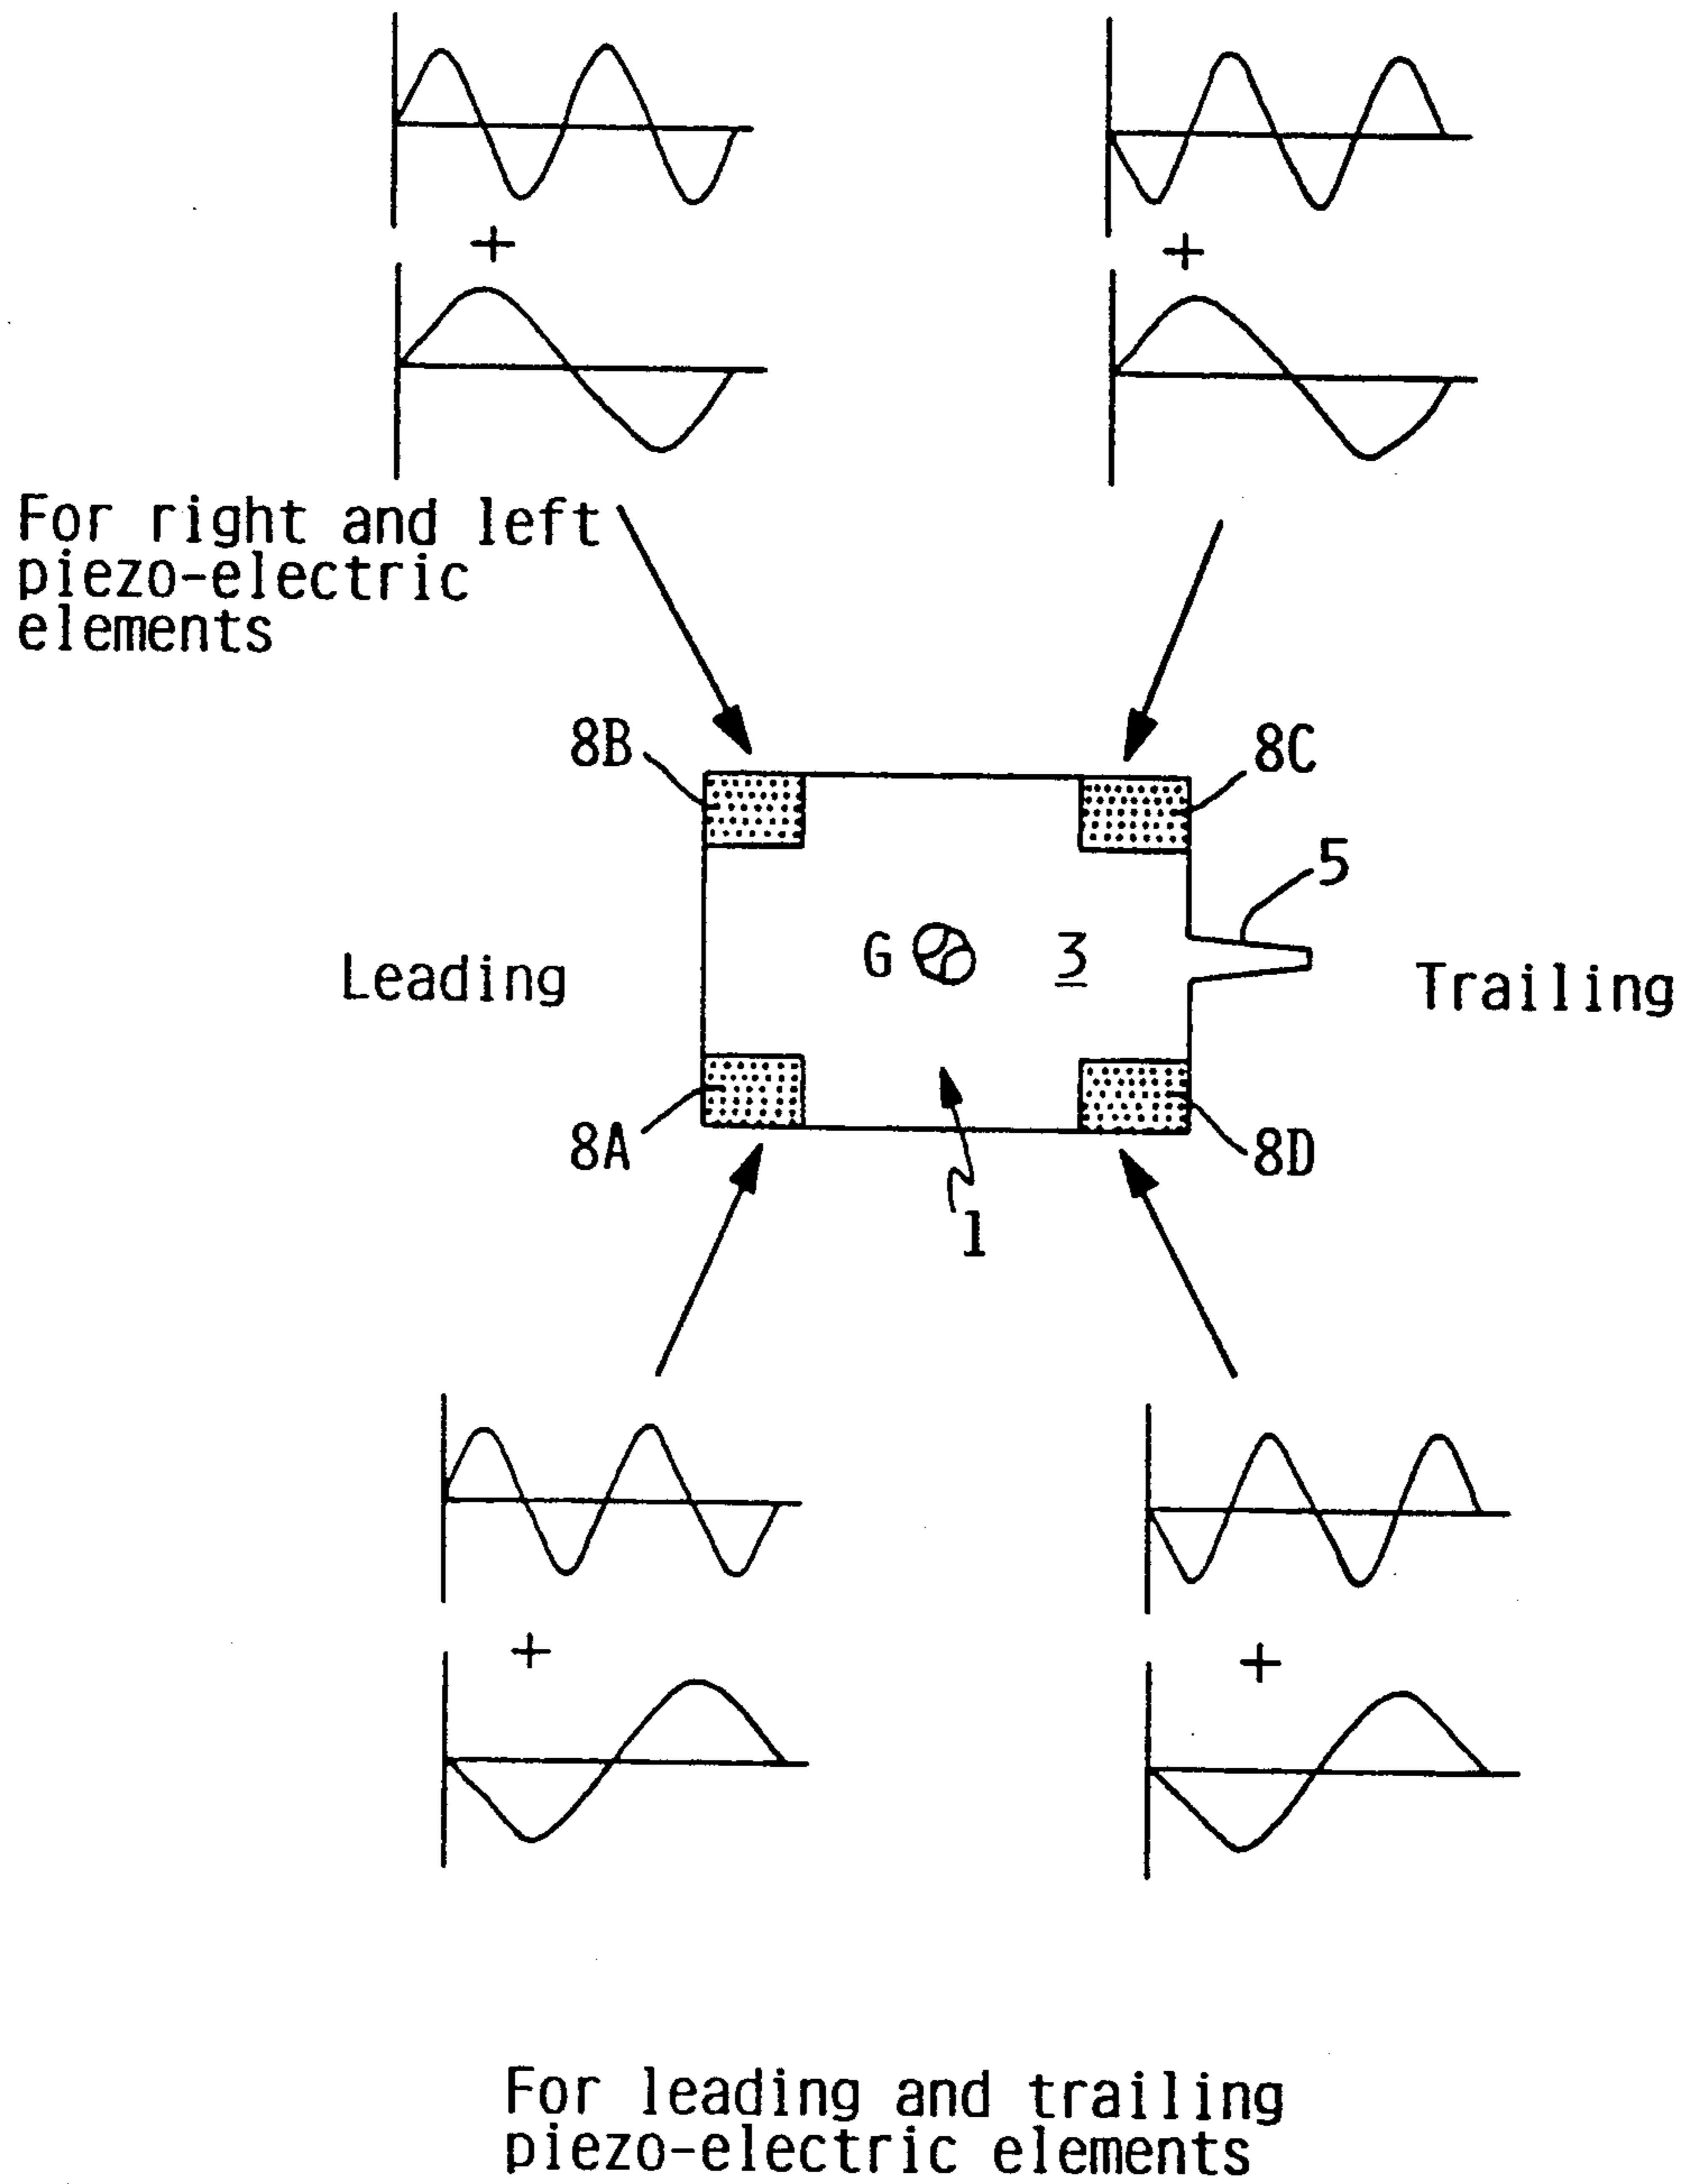 +
+
For right and left
piezo-electric
elements
8B
8C
5
G
3
Leading
Trailing
8A
8D
1
+
+
For leading and trailing
piezo-electric elements